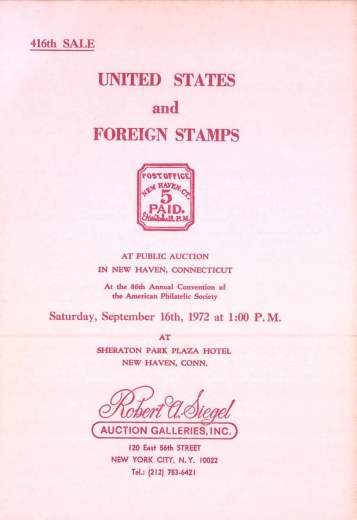 416th SALE
UNITED STATES
and
FOREIGN STAMPS
POST OFFICE
NEW HAVEN, CT.
5
PAID.
P.M.
AT PUBLIC AUCTION
IN NEW HAVEN, CONNECTICUT
At the 86th Annual Convention of
the American Philatelic Society
Saturday, September 16th, 1972 at 1:00 P. M.
AT
SHERATON PARK PLAZA HOTEL
NEW HAVEN, CONN.
Robert A. Siegel
AUCTION GALLERIES, INC.
120 East 56th STREET
NEW YORK CITY, N. Y. 10022
Tel.: (212) 753-6421